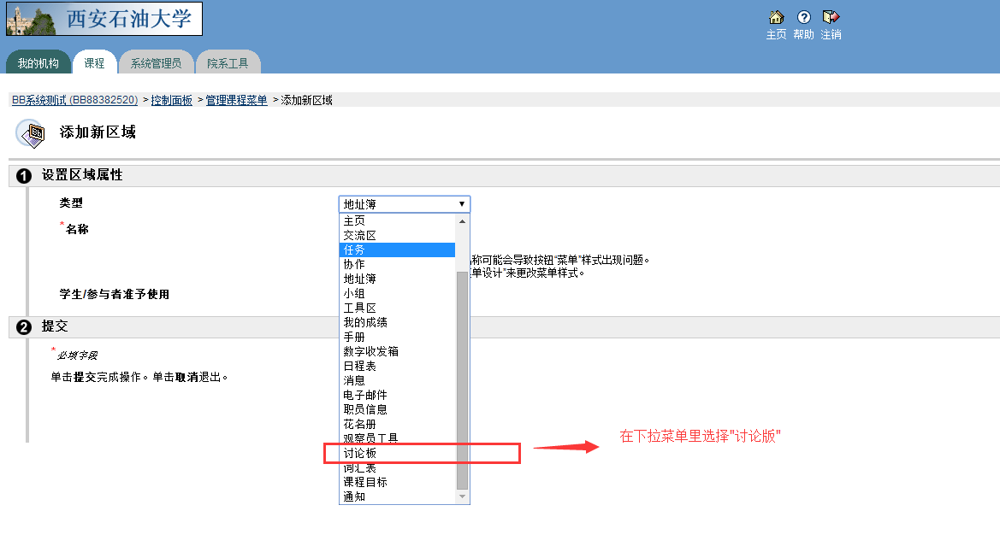 西安石油大学
主页 帮助 注销
我的机构 课程 系统管理员 院系工具
BB系统测试 (BB88382520) > 控制面板 > 管理课程菜单 > 添加新区域
添加新区域
1 设置区域属性
类型
地址簿
*名称
称可能会导致按钮"菜单"样式出现问题。
单设计"来更改菜单样式。
学生/参与者准予使用
主页
交流区
任务
协作
地址簿
小组
工具区
我的成绩
手册
数字收发箱
日程表
消息
电子邮件
职员信息
花名册
观察员工具
讨论板
词汇表
课程目标
通知
2 提交
*必填字段
单击提交完成操作。单击取消退出。
在下拉菜单里选择"讨论版"